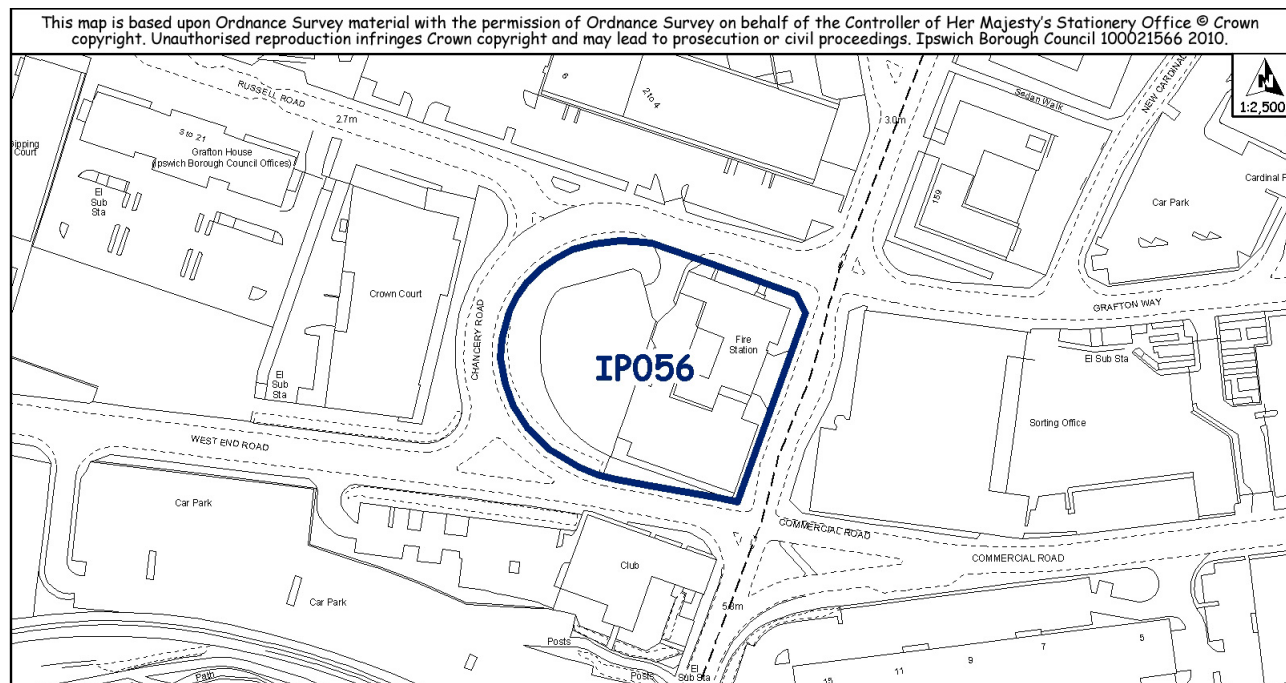 This map is based upon Ordnance Survey material with the permission of Ordnance Survey on behalf of the Controller of Her Majesty's Stationery Office © Crown
copyright. Unauthorised reproduction infringes Crown copyright and may lead to prosecution or civil proceedings. Ipswich Borough Council 100021566 2010.
N
1:2,500
RUSSELL ROAD
2.7m
6
2 to 4
3.0m
Sedan Walk
NEW CARDINAL
3 to 21
Grafton House
(Ipswich Borough Council Offices)
Court
El
Sub
Sta
159
Car Park
Cardinal
Crown Court
CHANCERY ROAD
Fire
Station
IP056
GRAFTON WAY
El Sub Sta
El
Sub
Sta
Sorting Office
WEST END ROAD
Car Park
COMMERCIAL ROAD
COMMERCIAL ROAD
Club
Car Park
Posts
Posts
El
Sub Sta
Path
11
9
7
5